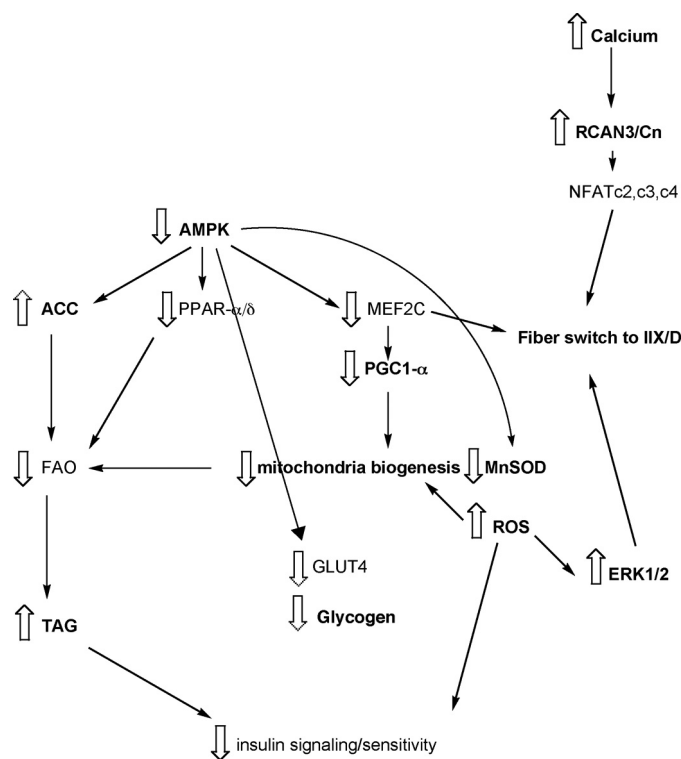 Calcium
RCAN3/Cn
NFATc2,c3,c4
AMPK
ACC
PPAR-α/δ
MEF2C
Fiber switch to IIX/D
PGC1-α
FAO
mitochondria biogenesis
MnSOD
ROS
GLUT4
ERK1/2
Glycogen
TAG
insulin signaling/sensitivity